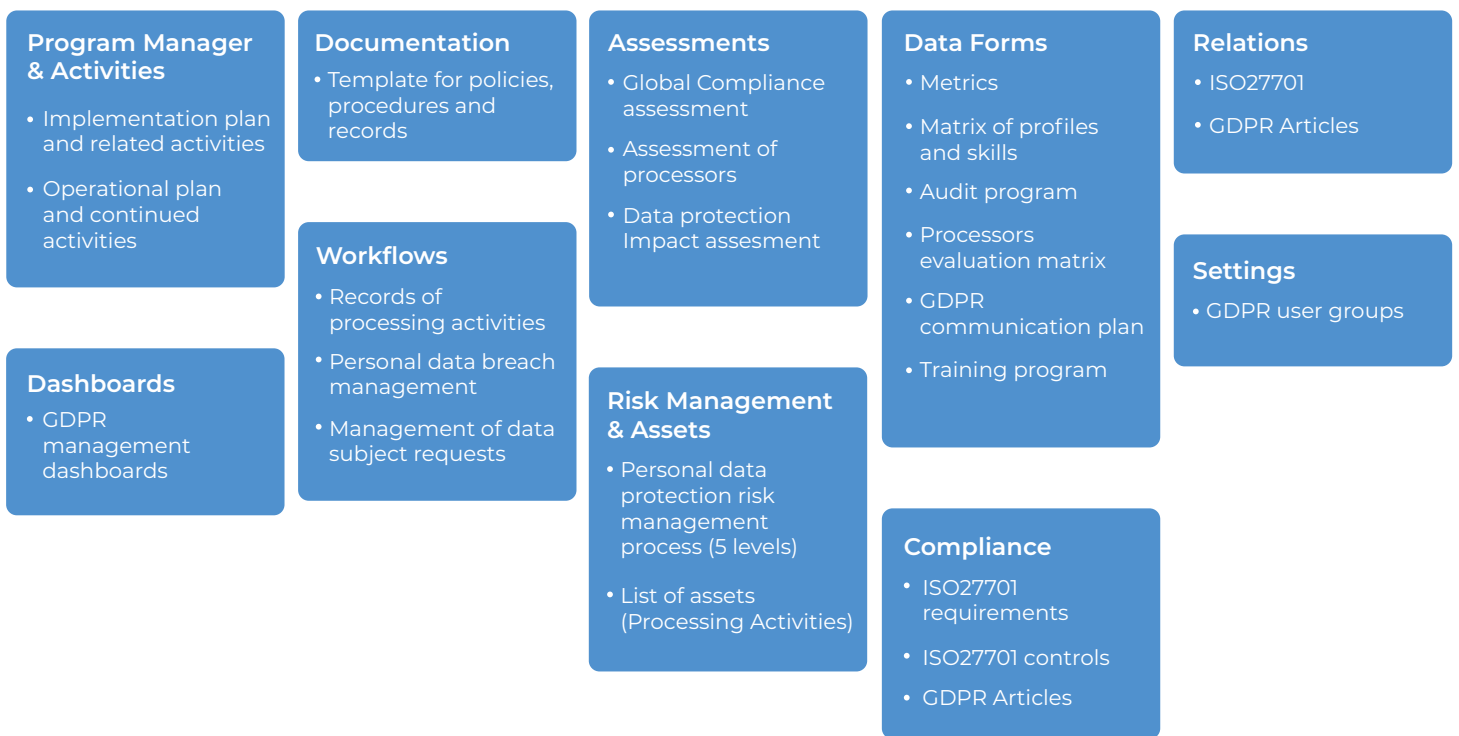 Program Manager
& Activities
• Implementation plan
and related activities
• Operational plan
and continued
activities
Dashboards
• GDPR
management
dashboards
Documentation
• Template for policies,
procedures and
records
Workflows
• Records of
processing activities
• Personal data breach
management
• Management of data
subject requests
Assessments
• Global Compliance
assessment
• Assessment of
processors
• Data protection
Impact assesment
Risk Management
& Assets
• Personal data
protection risk
management
process (5 levels)
• List of assets
(Processing Activities)
Data Forms
• Metrics
• Matrix of profiles
and skills
• Audit program
• Processors
evaluation matrix
• GDPR
communication plan
• Training program
Compliance
• ISO27701
requirements
• ISO27701 controls
• GDPR Articles
Relations
• ISO27701
• GDPR Articles
Settings
• GDPR user groups